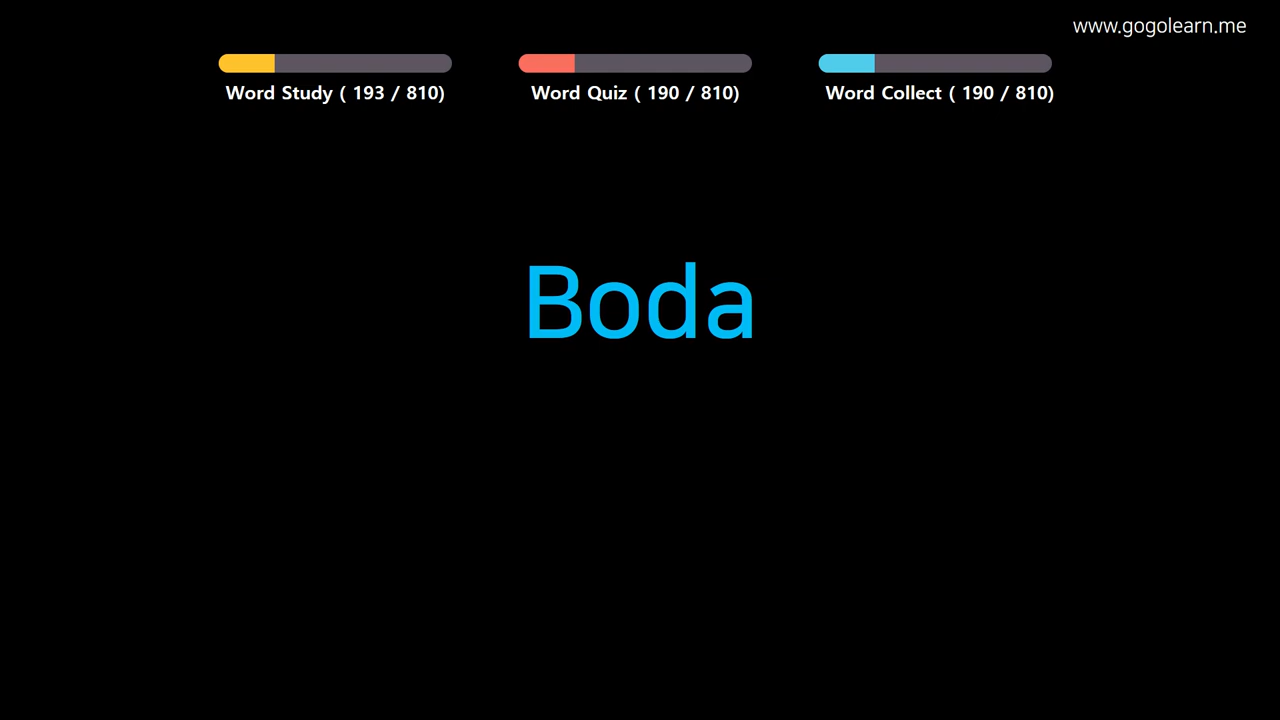 www.gogolearn.me
Word Study ( 193 / 810)
Word Quiz ( 190 / 810)
Word Collect ( 190 / 810)
Boda